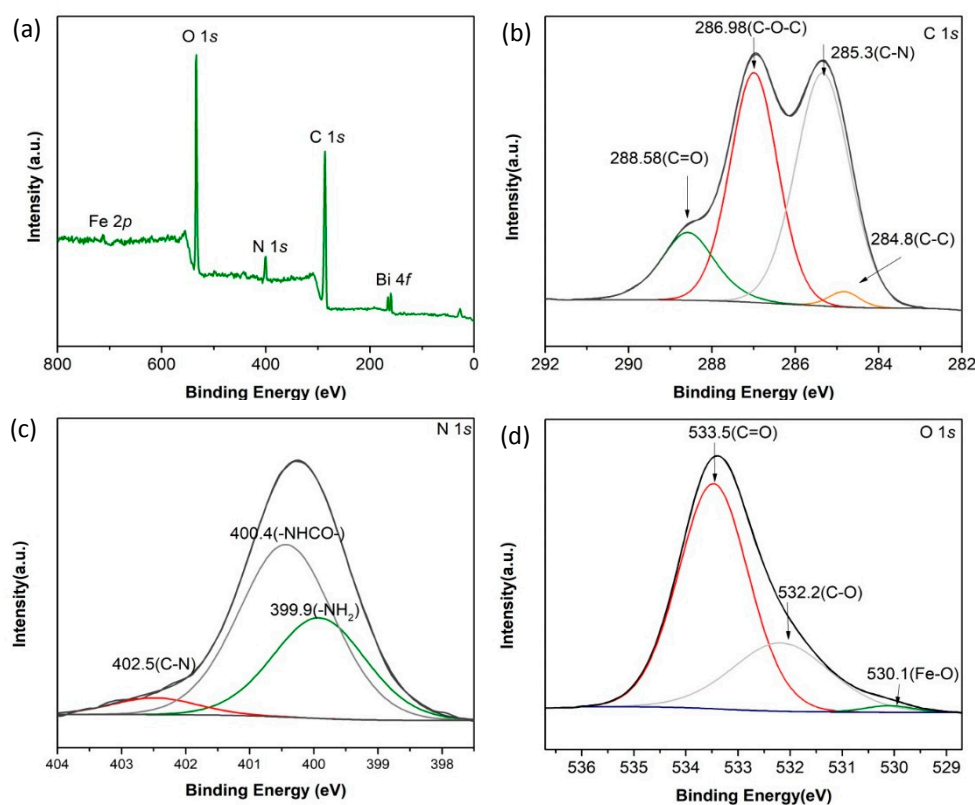 (a)
O 1s
C 1s
Fe 2p
N 1s
Bi 4f
Intensity (a.u.)
800 600 400 200 0
Binding Energy (eV)
(b)
286.98(C-O-C)
C 1s
285.3(C-N)
288.58(C=O)
284.8(C-C)
Intensity (a.u.)
292 290 288 286 284 282
Binding Energy (eV)
(c)
N 1s
400.4(-NHCO-)
399.9(-NH₂)
402.5(C-N)
Intensity(a.u.)
404 403 402 401 400 399 398
Binding Energy (eV)
(d)
533.5(C=O)
O 1s
532.2(C-O)
530.1(Fe-O)
Intensity(a.u.)
536 535 534 533 532 531 530 529
Binding Energy(eV)